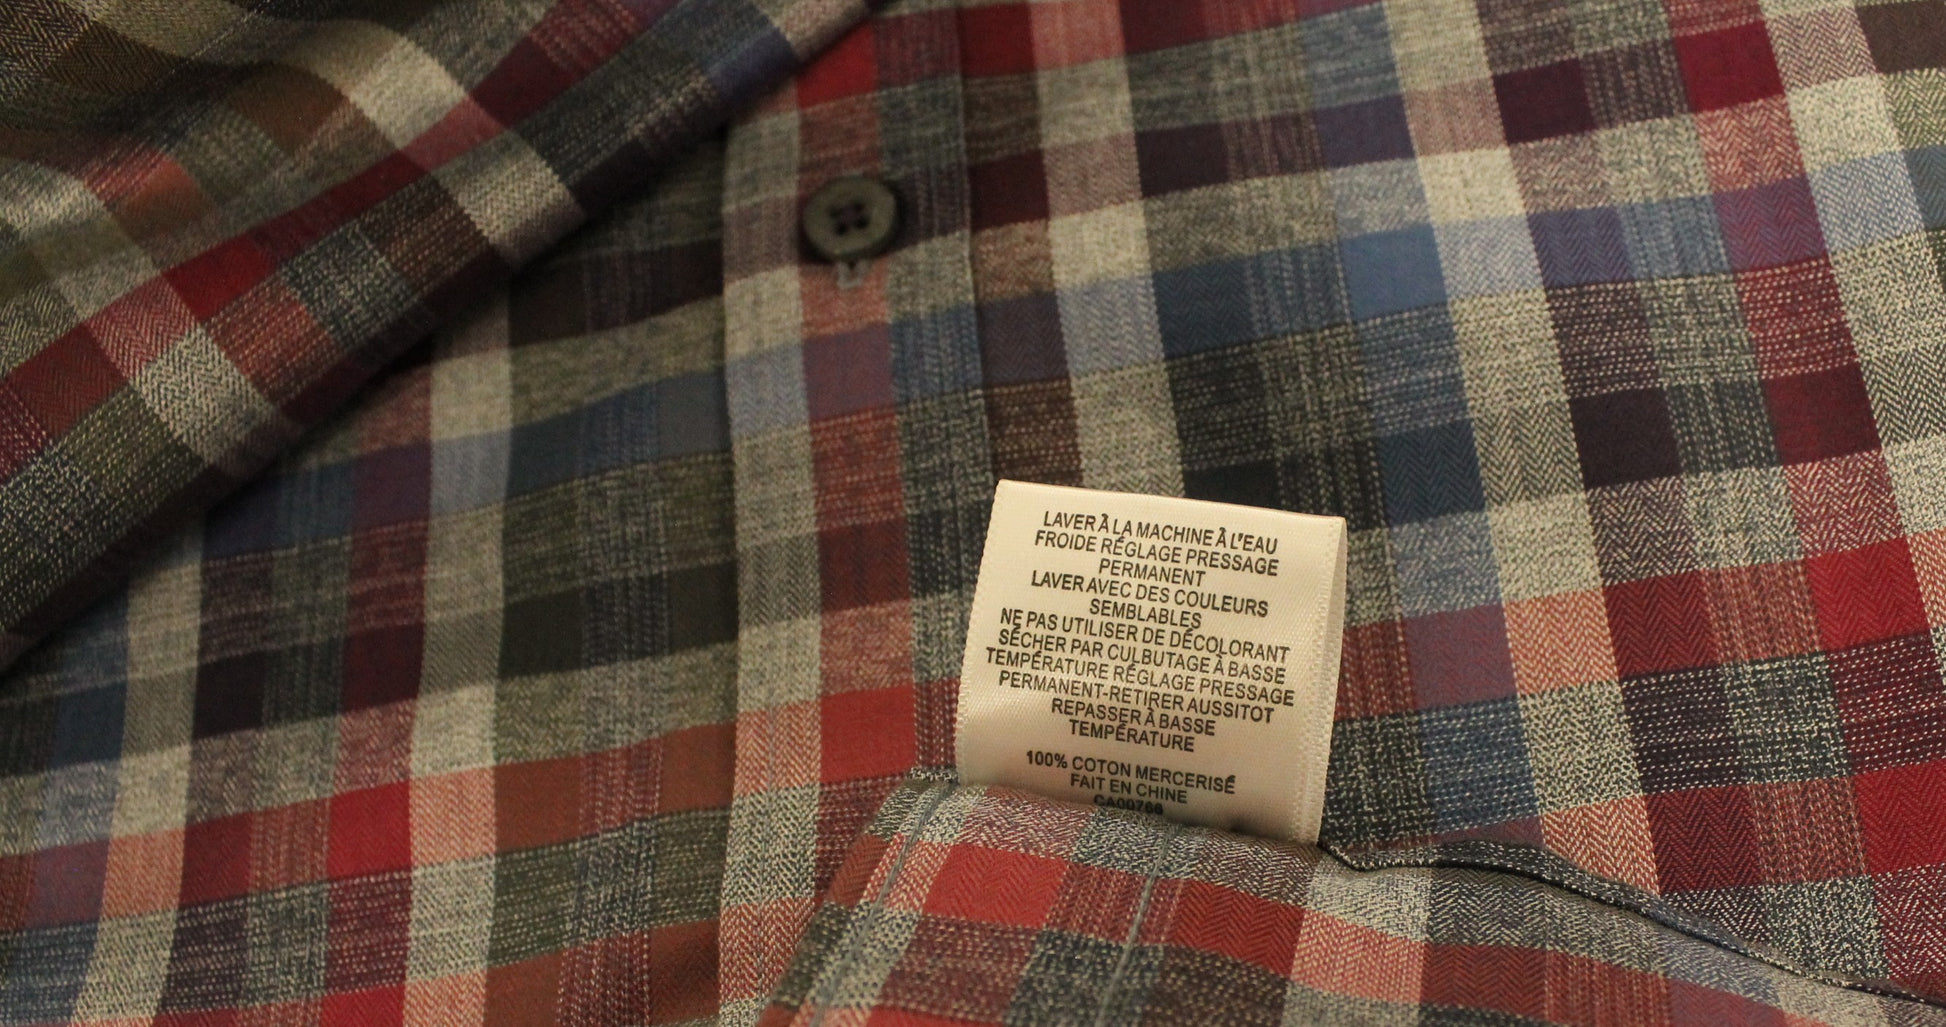 LAVER À LA MACHINE À L'EAU
FROIDE RÉGLAGE PRESSAGE
PERMANENT
LAVER AVEC DES COULEURS
SEMBLABLES
NE PAS UTILISER DE DÉCOLORANT
SÉCHER PAR CULBUTAGE À BASSE
TEMPÉRATURE RÉGLAGE PRESSAGE
PERMANENT-RETIRER AUSSITOT
REPASSER À BASSE
TEMPÉRATURE
100% COTON MERCERISÉ
FAIT EN CHINE
CA00766